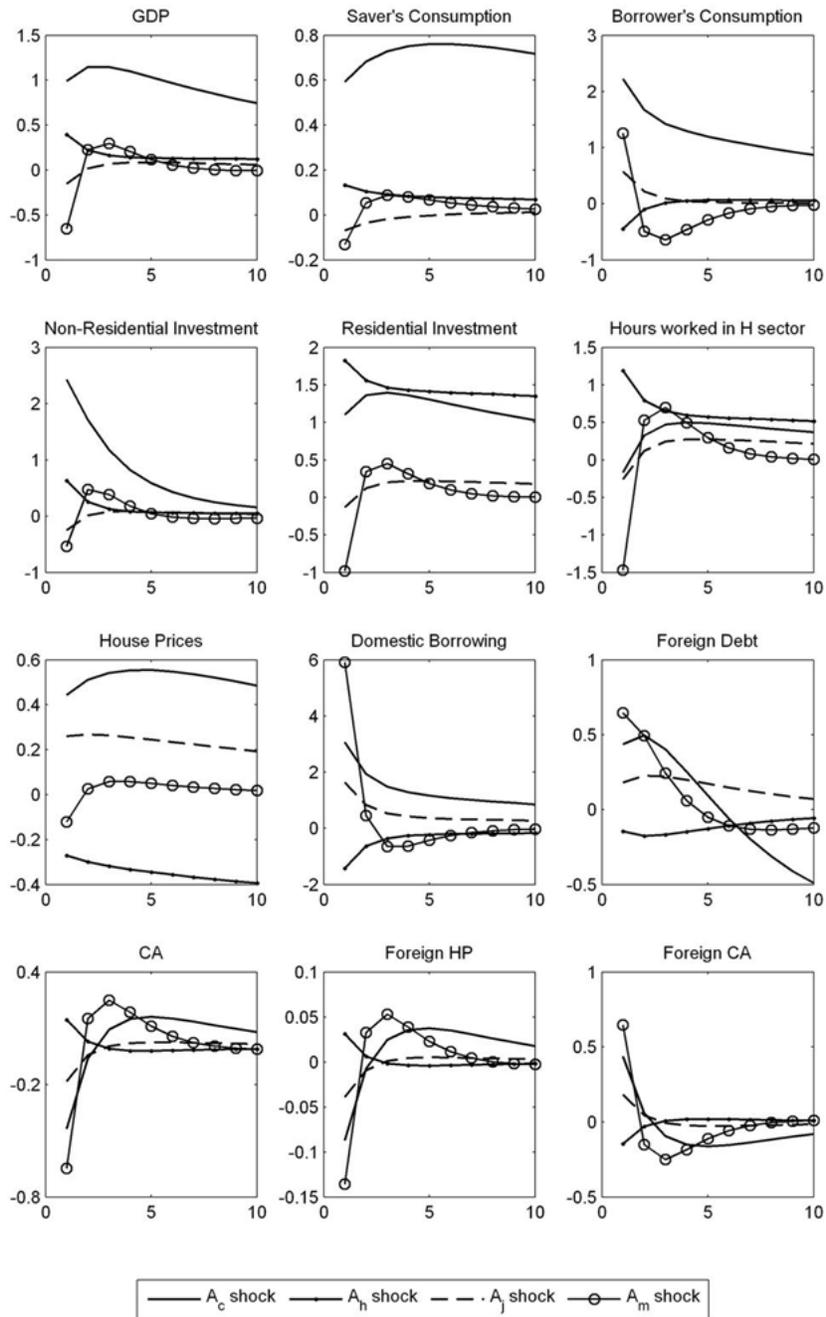 GDP
Saver's Consumption
Borrower's Consumption
1.5
1
0.5
0
-0.5
-1
0 5 10
0.8
0.6
0.4
0.2
0
-0.2
0 5 10
3
2
1
0
-1
0 5 10
Non-Residential Investment
Residential Investment
Hours worked in H sector
3
2
1
0
-1
0 5 10
2
1.5
1
0.5
0
-0.5
-1
0 5 10
1.5
1
0.5
0
-0.5
-1
-1.5
0 5 10
House Prices
Domestic Borrowing
Foreign Debt
0.6
0.4
0.2
0
-0.2
-0.4
0 5 10
6
4
2
0
-2
0 5 10
1
0.5
0
-0.5
0 5 10
CA
Foreign HP
Foreign CA
0.4
-0.2
-0.8
0 5 10
0.1
0.05
0
-0.05
-0.1
-0.15
0 5 10
1
0.5
0
-0.5
0 5 10
A_c shock A_h shock A_j shock A_m shock